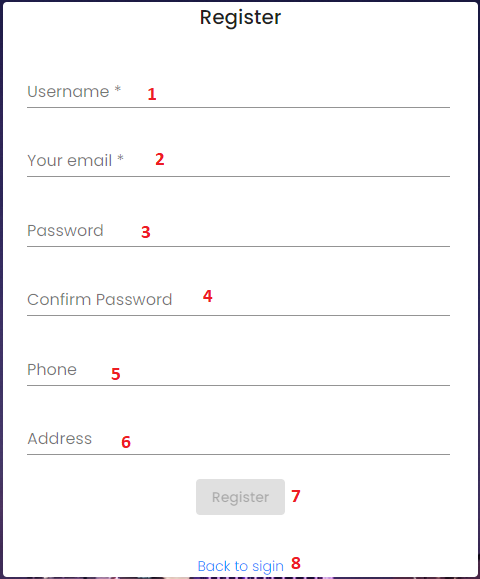 Register
Username * 1
Your email * 2
Password 3
Confirm Password 4
Phone 5
Address 6
Register 7
Back to sigin 8